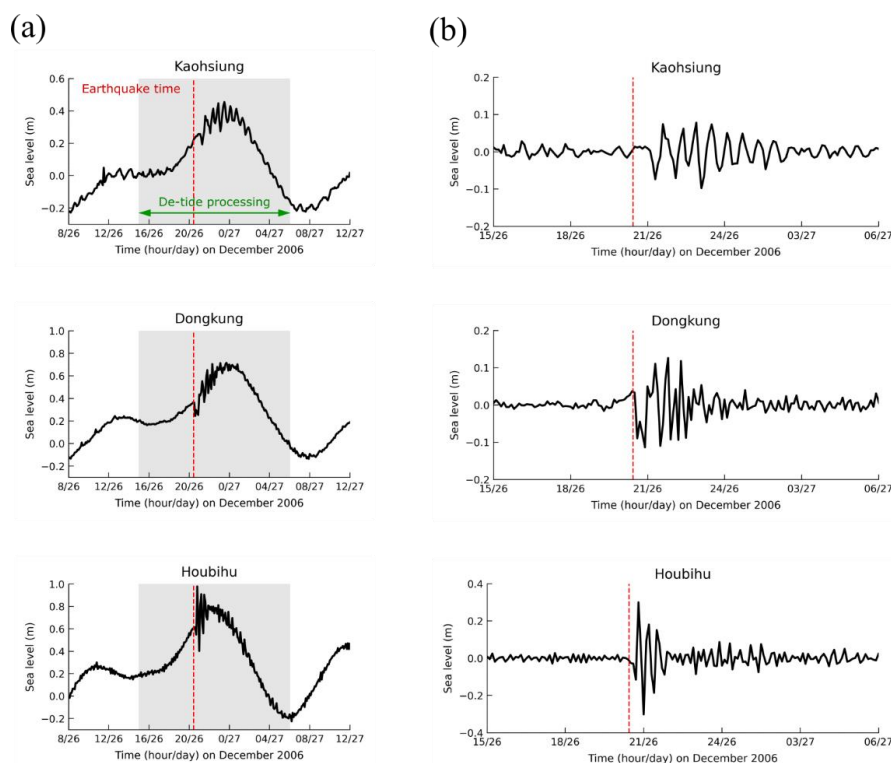 (a)
Kaohsiung
Earthquake time
De-tide processing
Sea level (m)
0.6
0.4
0.2
0.0
−0.2
8/26 12/26 16/26 20/26 0/27 04/27 08/27 12/27
Time (hour/day) on December 2006
Dongkung
Sea level (m)
1.0
0.8
0.6
0.4
0.2
0.0
−0.2
8/26 12/26 16/26 20/26 0/27 04/27 08/27 12/27
Time (hour/day) on December 2006
Houbihu
Sea level (m)
1.0
0.8
0.6
0.4
0.2
0.0
−0.2
8/26 12/26 16/26 20/26 0/27 04/27 08/27 12/27
Time (hour/day) on December 2006
(b)
Kaohsiung
Sea level (m)
0.2
0.1
0.0
−0.1
−0.2
15/26 18/26 21/26 24/26 03/27 06/27
Time (hour/day) on December 2006
Dongkung
Sea level (m)
0.2
0.1
0.0
−0.1
−0.2
15/26 18/26 21/26 24/26 03/27 06/27
Time (hour/day) on December 2006
Houbihu
Sea level (m)
0.4
0.2
0.0
−0.2
−0.4
15/26 18/26 21/26 24/26 03/27 06/27
Time (hour/day) on December 2006